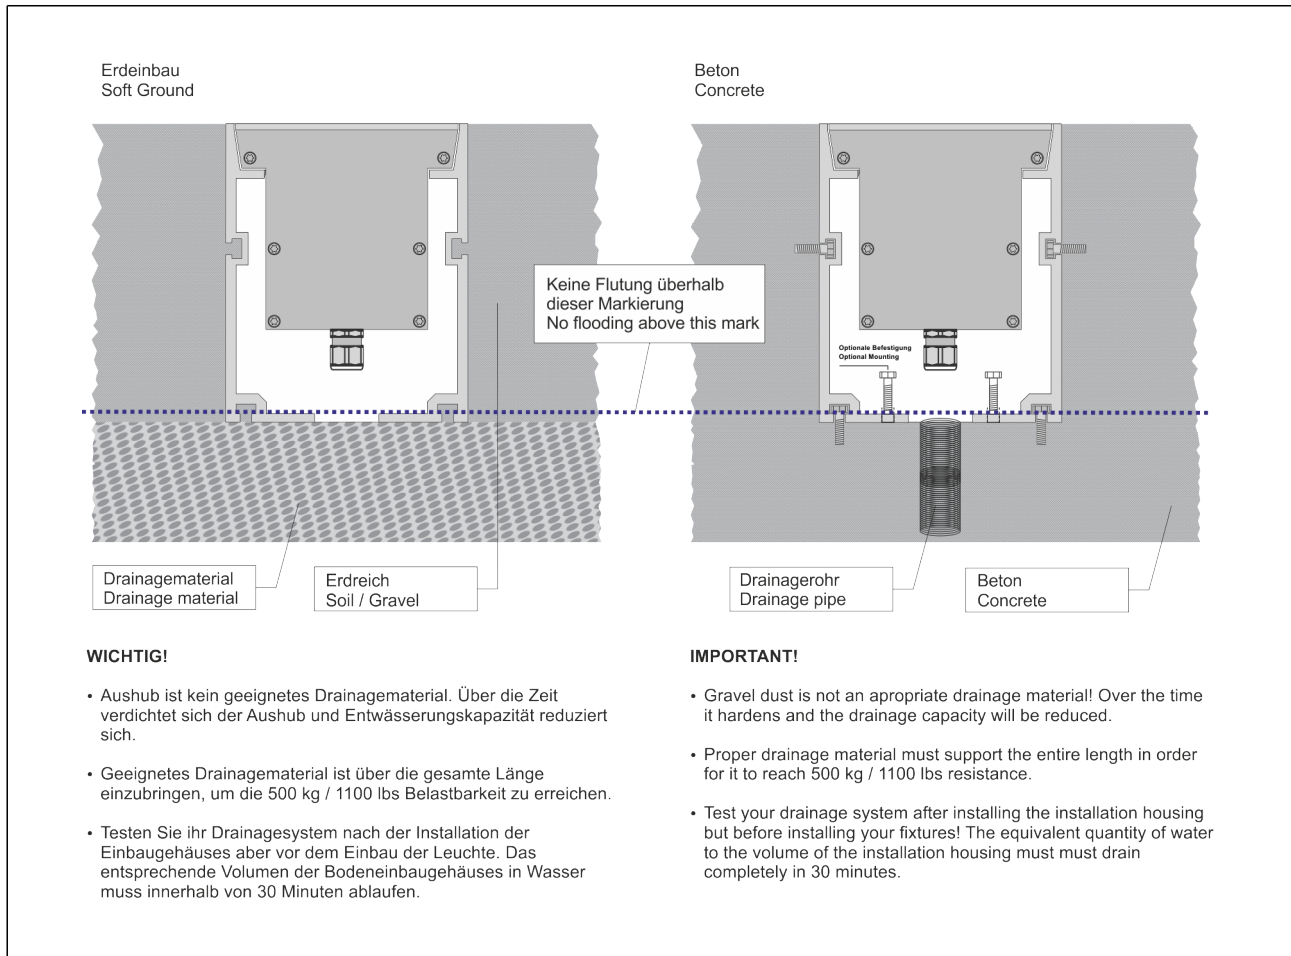 Erdeinbau
Soft Ground
Beton
Concrete
Keine Flutung überhalb
dieser Markierung
No flooding above this mark
Optionale Befestigung
Optional Mounting
Drainagematerial
Drainage material
Erdreich
Soil / Gravel
Drainagerohr
Drainage pipe
Beton
Concrete
WICHTIG!
• Aushub ist kein geeignetes Drainagematerial. Über die Zeit
verdichtet sich der Aushub und Entwässerungskapazität reduziert
sich.
• Geeignetes Drainagematerial ist über die gesamte Länge
einzubringen, um die 500 kg / 1100 lbs Belastbarkeit zu erreichen.
• Testen Sie ihr Drainagesystem nach der Installation der
Einbaugehäuses aber vor dem Einbau der Leuchte. Das
entsprechende Volumen der Bodeneinbaugehäuses in Wasser
muss innerhalb von 30 Minuten ablaufen.
IMPORTANT!
• Gravel dust is not an apropriate drainage material! Over the time
it hardens and the drainage capacity will be reduced.
• Proper drainage material must support the entire length in order
for it to reach 500 kg / 1100 lbs resistance.
• Test your drainage system after installing the installation housing
but before installing your fixtures! The equivalent quantity of water
to the volume of the installation housing must must drain
completely in 30 minutes.